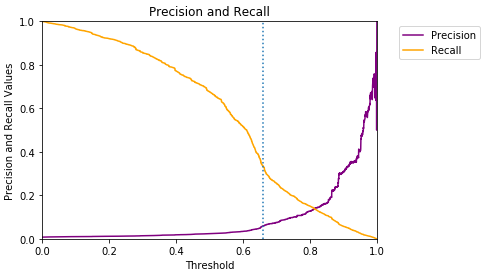 Precision and Recall
Precision
Recall
Precision and Recall Values
1.0
0.8
0.6
0.4
0.2
0.0
0.0 0.2 0.4 0.6 0.8 1.0
Threshold